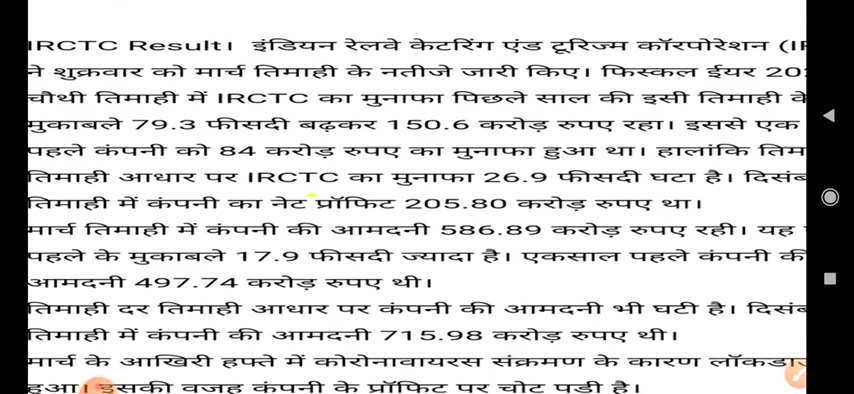 IRCTC Result। इंडियन रेलवे केटरिंग एंड टूरिज्म कॉरपोरेशन
ने शुक्रवार को मार्च तिमाही के नतीजे जारी किए। फिस्कल ईयर
चौथी तिमाही में IRCTC का मुनाफा पिछले साल की इसी तिमाही के
मुकाबले 79.3 फीसदी बढ़कर 150.6 करोड़ रुपए रहा। इससे एक
पहले कंपनी को 84 करोड़ रुपए का मुनाफा हुआ था। हालांकि
तिमाही आधार पर IRCTC का मुनाफा 26.9 फीसदी घटा है।
तिमाही में कंपनी का नेट प्रॉफिट 205.80 करोड़ रुपए था।
मार्च तिमाही में कंपनी की आमदनी 586.89 करोड़ रुपए रही। यह
पहले के मुकाबले 17.9 फीसदी ज्यादा है। एकसाल पहले कंपनी की
आमदनी 497.74 करोड़ रुपए थी।
तिमाही दर तिमाही आधार पर कंपनी की आमदनी भी घटी है।
तिमाही में कंपनी की आमदनी 715.98 करोड़ रुपए थी।
मार्च के आखिरी हफ्ते में कोरोनावायरस संक्रमण के कारण
हुआ। इसकी वजह कंपनी के प्रॉफिट पर चोट पड़ी है।